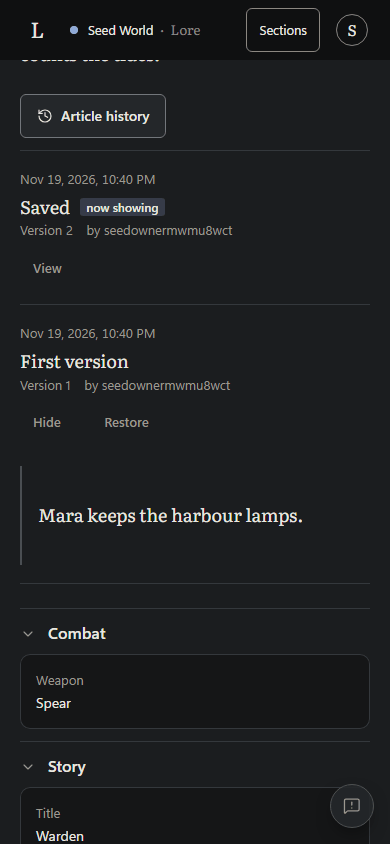 L
Seed World · Lore
Sections
S
Article history
Nov 19, 2026, 10:40 PM
Saved now showing
Version 2 by seedownermwmu8wct
View
Nov 19, 2026, 10:40 PM
First version
Version 1 by seedownermwmu8wct
Hide Restore
Mara keeps the harbour lamps.
Combat
Weapon
Spear
Story
Title
Warden